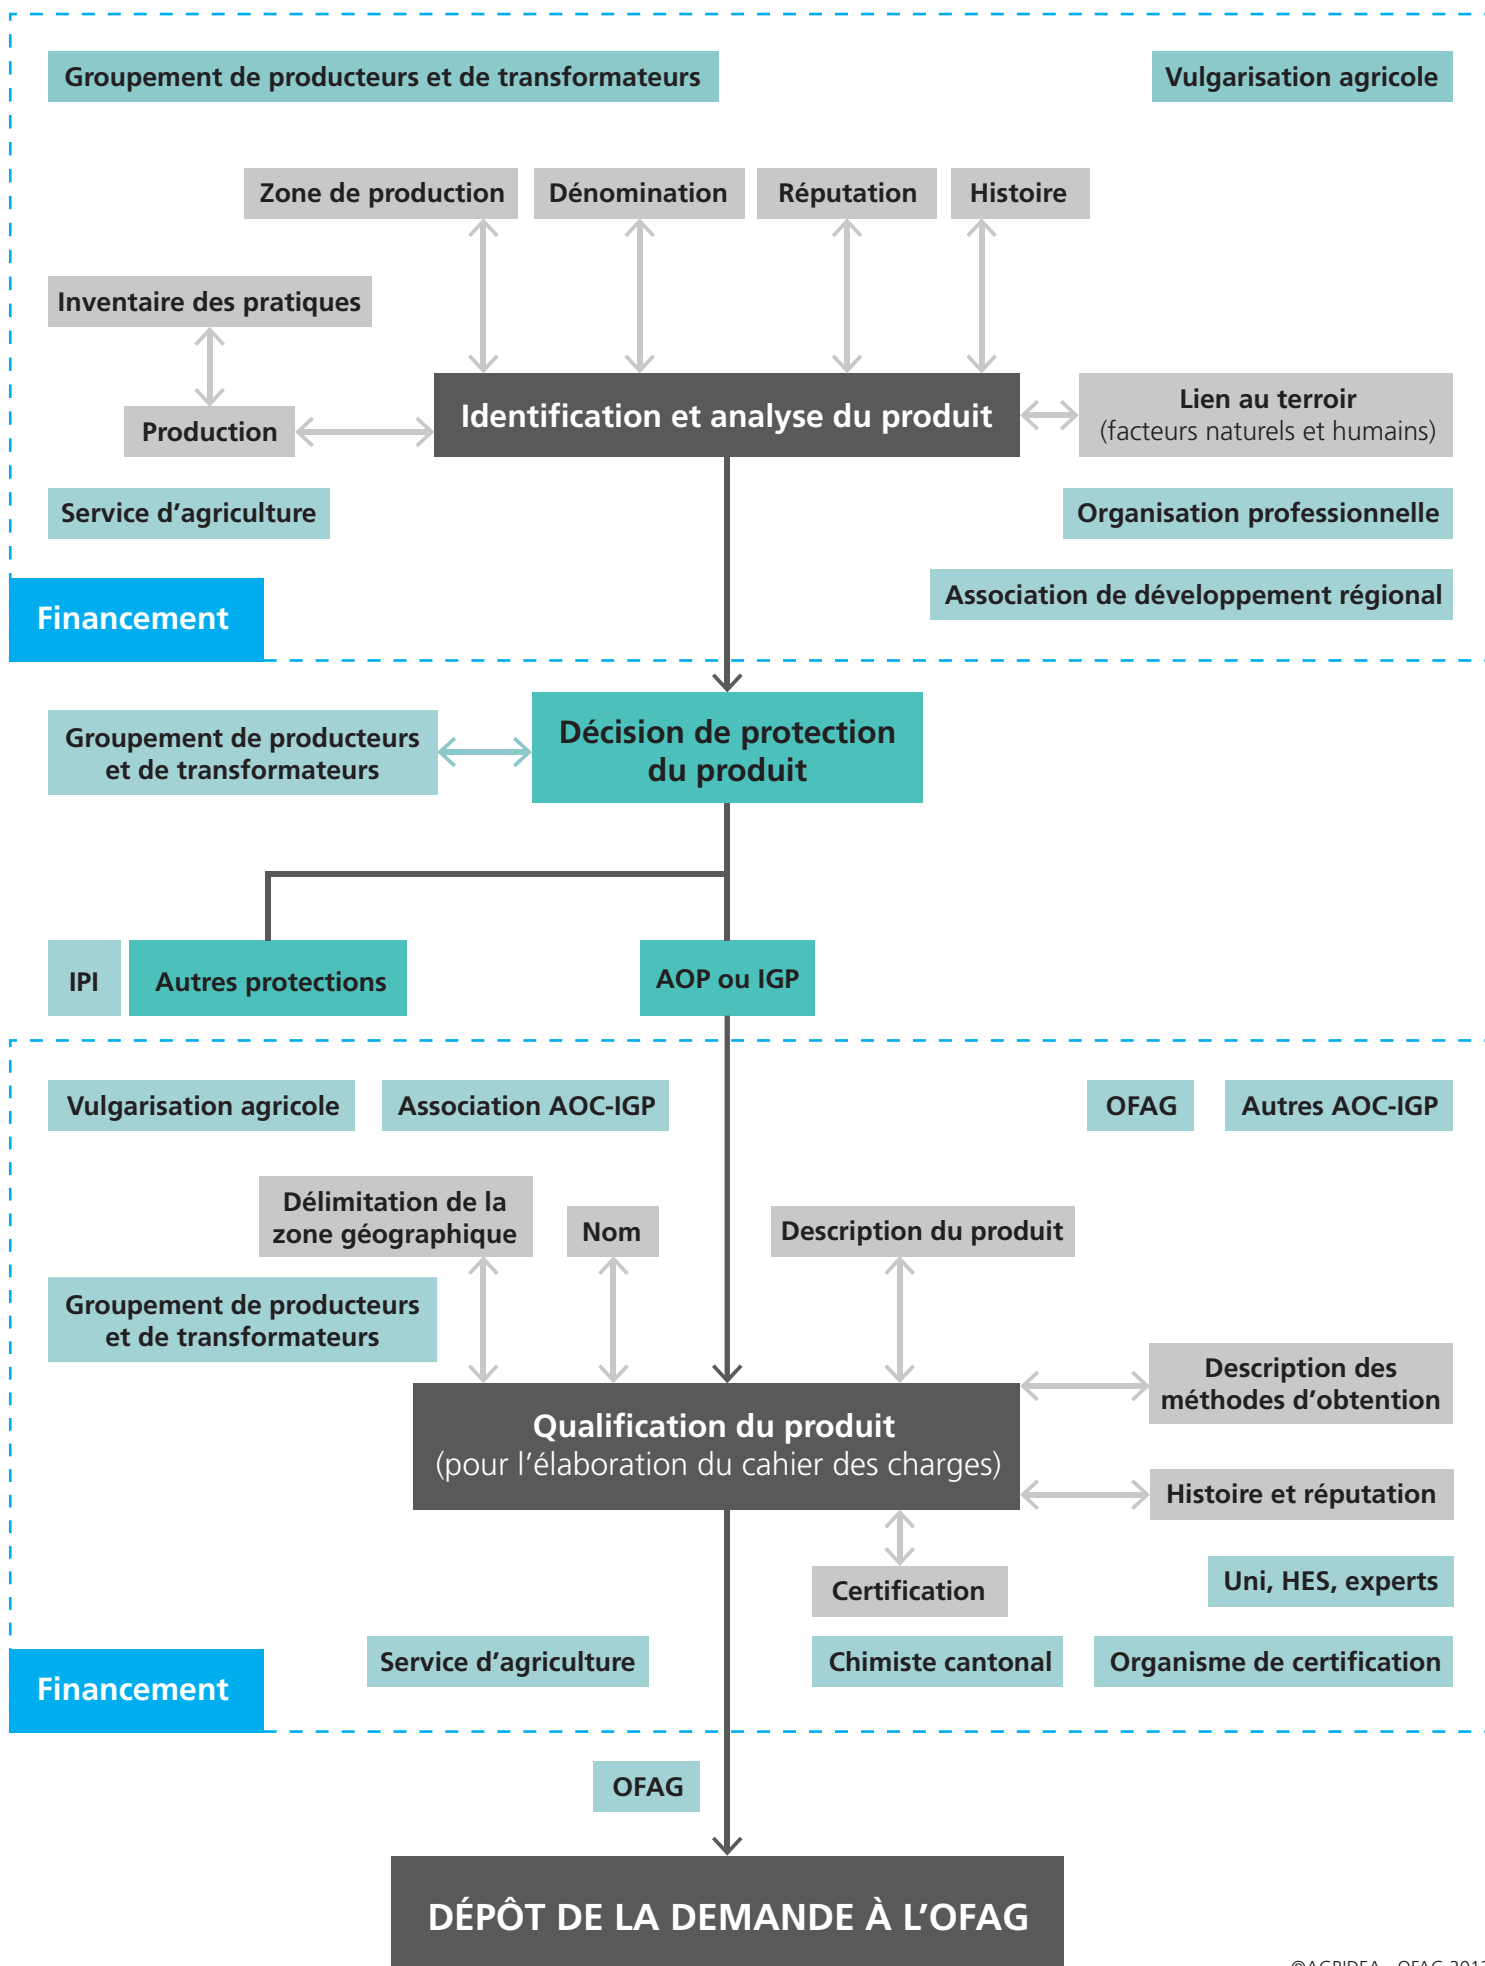 Groupement de producteurs et de transformateurs
Vulgarisation agricole
Zone de production
Dénomination
Réputation
Histoire
Inventaire des pratiques
Production
Identification et analyse du produit
Lien au terroir
(facteurs naturels et humains)
Service d’agriculture
Organisation professionnelle
Association de développement régional
Financement
Groupement de producteurs
et de transformateurs
Décision de protection
du produit
IPI
Autres protections
AOP ou IGP
Vulgarisation agricole
Association AOC-IGP
OFAG
Autres AOC-IGP
Délimitation de la
zone géographique
Nom
Description du produit
Groupement de producteurs
et de transformateurs
Description des
méthodes d’obtention
Qualification du produit
(pour l’élaboration du cahier des charges)
Histoire et réputation
Certification
Uni, HES, experts
Service d’agriculture
Chimiste cantonal
Organisme de certification
Financement
OFAG
DÉPÔT DE LA DEMANDE À L’OFAG